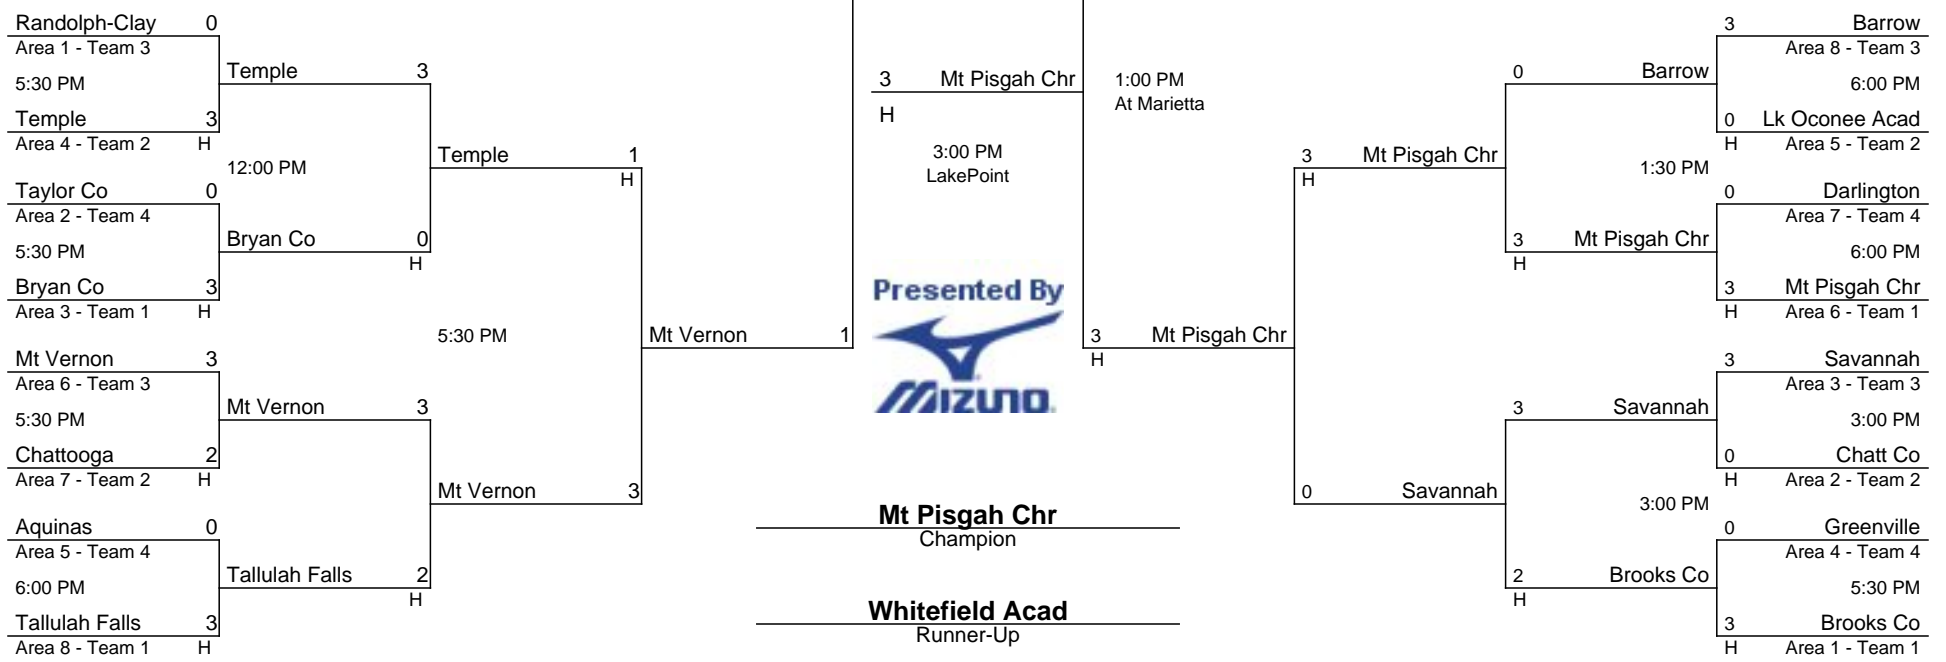 Randolph-Clay 0
Area 1 - Team 3
5:30 PM
Temple 3
Area 4 - Team 2 H
Taylor Co 0
Area 2 - Team 4
5:30 PM
Bryan Co 3
Area 3 - Team 1 H
Mt Vernon 3
Area 6 - Team 3
5:30 PM
Chattooga 2
Area 7 - Team 2 H
Aquinas 0
Area 5 - Team 4
6:00 PM
Tallulah Falls 3
Area 8 - Team 1 H
Temple 3
12:00 PM
Bryan Co 0
H
Mt Vernon 3
Tallulah Falls 2
H
Temple 1
H
5:30 PM
Mt Vernon 3
Mt Vernon 1
3 Mt Pisgah Chr
H
3:00 PM
LakePoint
Presented By
MIZUNO
Mt Pisgah Chr
Champion
Whitefield Acad
Runner-Up
1:00 PM
At Marietta
3 Mt Pisgah Chr
H
3 Mt Pisgah Chr
H
0 Savannah
0 Barrow
1:30 PM
3 Mt Pisgah Chr
H
3 Savannah
3:00 PM
2 Brooks Co
H
3 Barrow
Area 8 - Team 3
6:00 PM
0 Lk Oconee Acad
H Area 5 - Team 2
0 Darlington
Area 7 - Team 4
6:00 PM
3 Mt Pisgah Chr
H Area 6 - Team 1
3 Savannah
Area 3 - Team 3
3:00 PM
0 Chatt Co
H Area 2 - Team 2
0 Greenville
Area 4 - Team 4
5:30 PM
3 Brooks Co
H Area 1 - Team 1